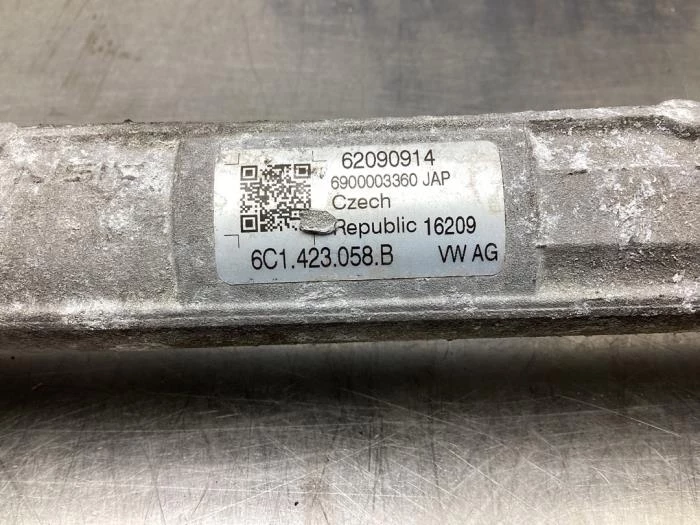 62090914
6900003360 JAP
Czech
Republic 16209
6C1.423.058.B VW AG